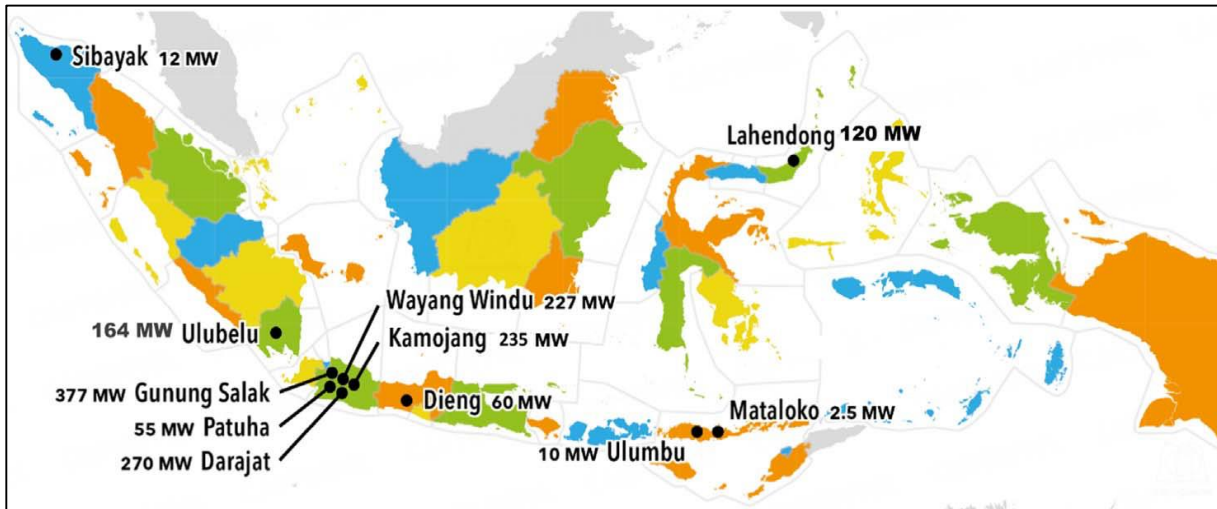 Sibayak 12 MW
Lahendong 120 MW
Wayang Windu 227 MW
164 MW Ulubelu
Kamojang 235 MW
377 MW Gunung Salak
Dieng 60 MW
Mataloko 2.5 MW
55 MW Patuha
10 MW Ulumbu
270 MW Darajat